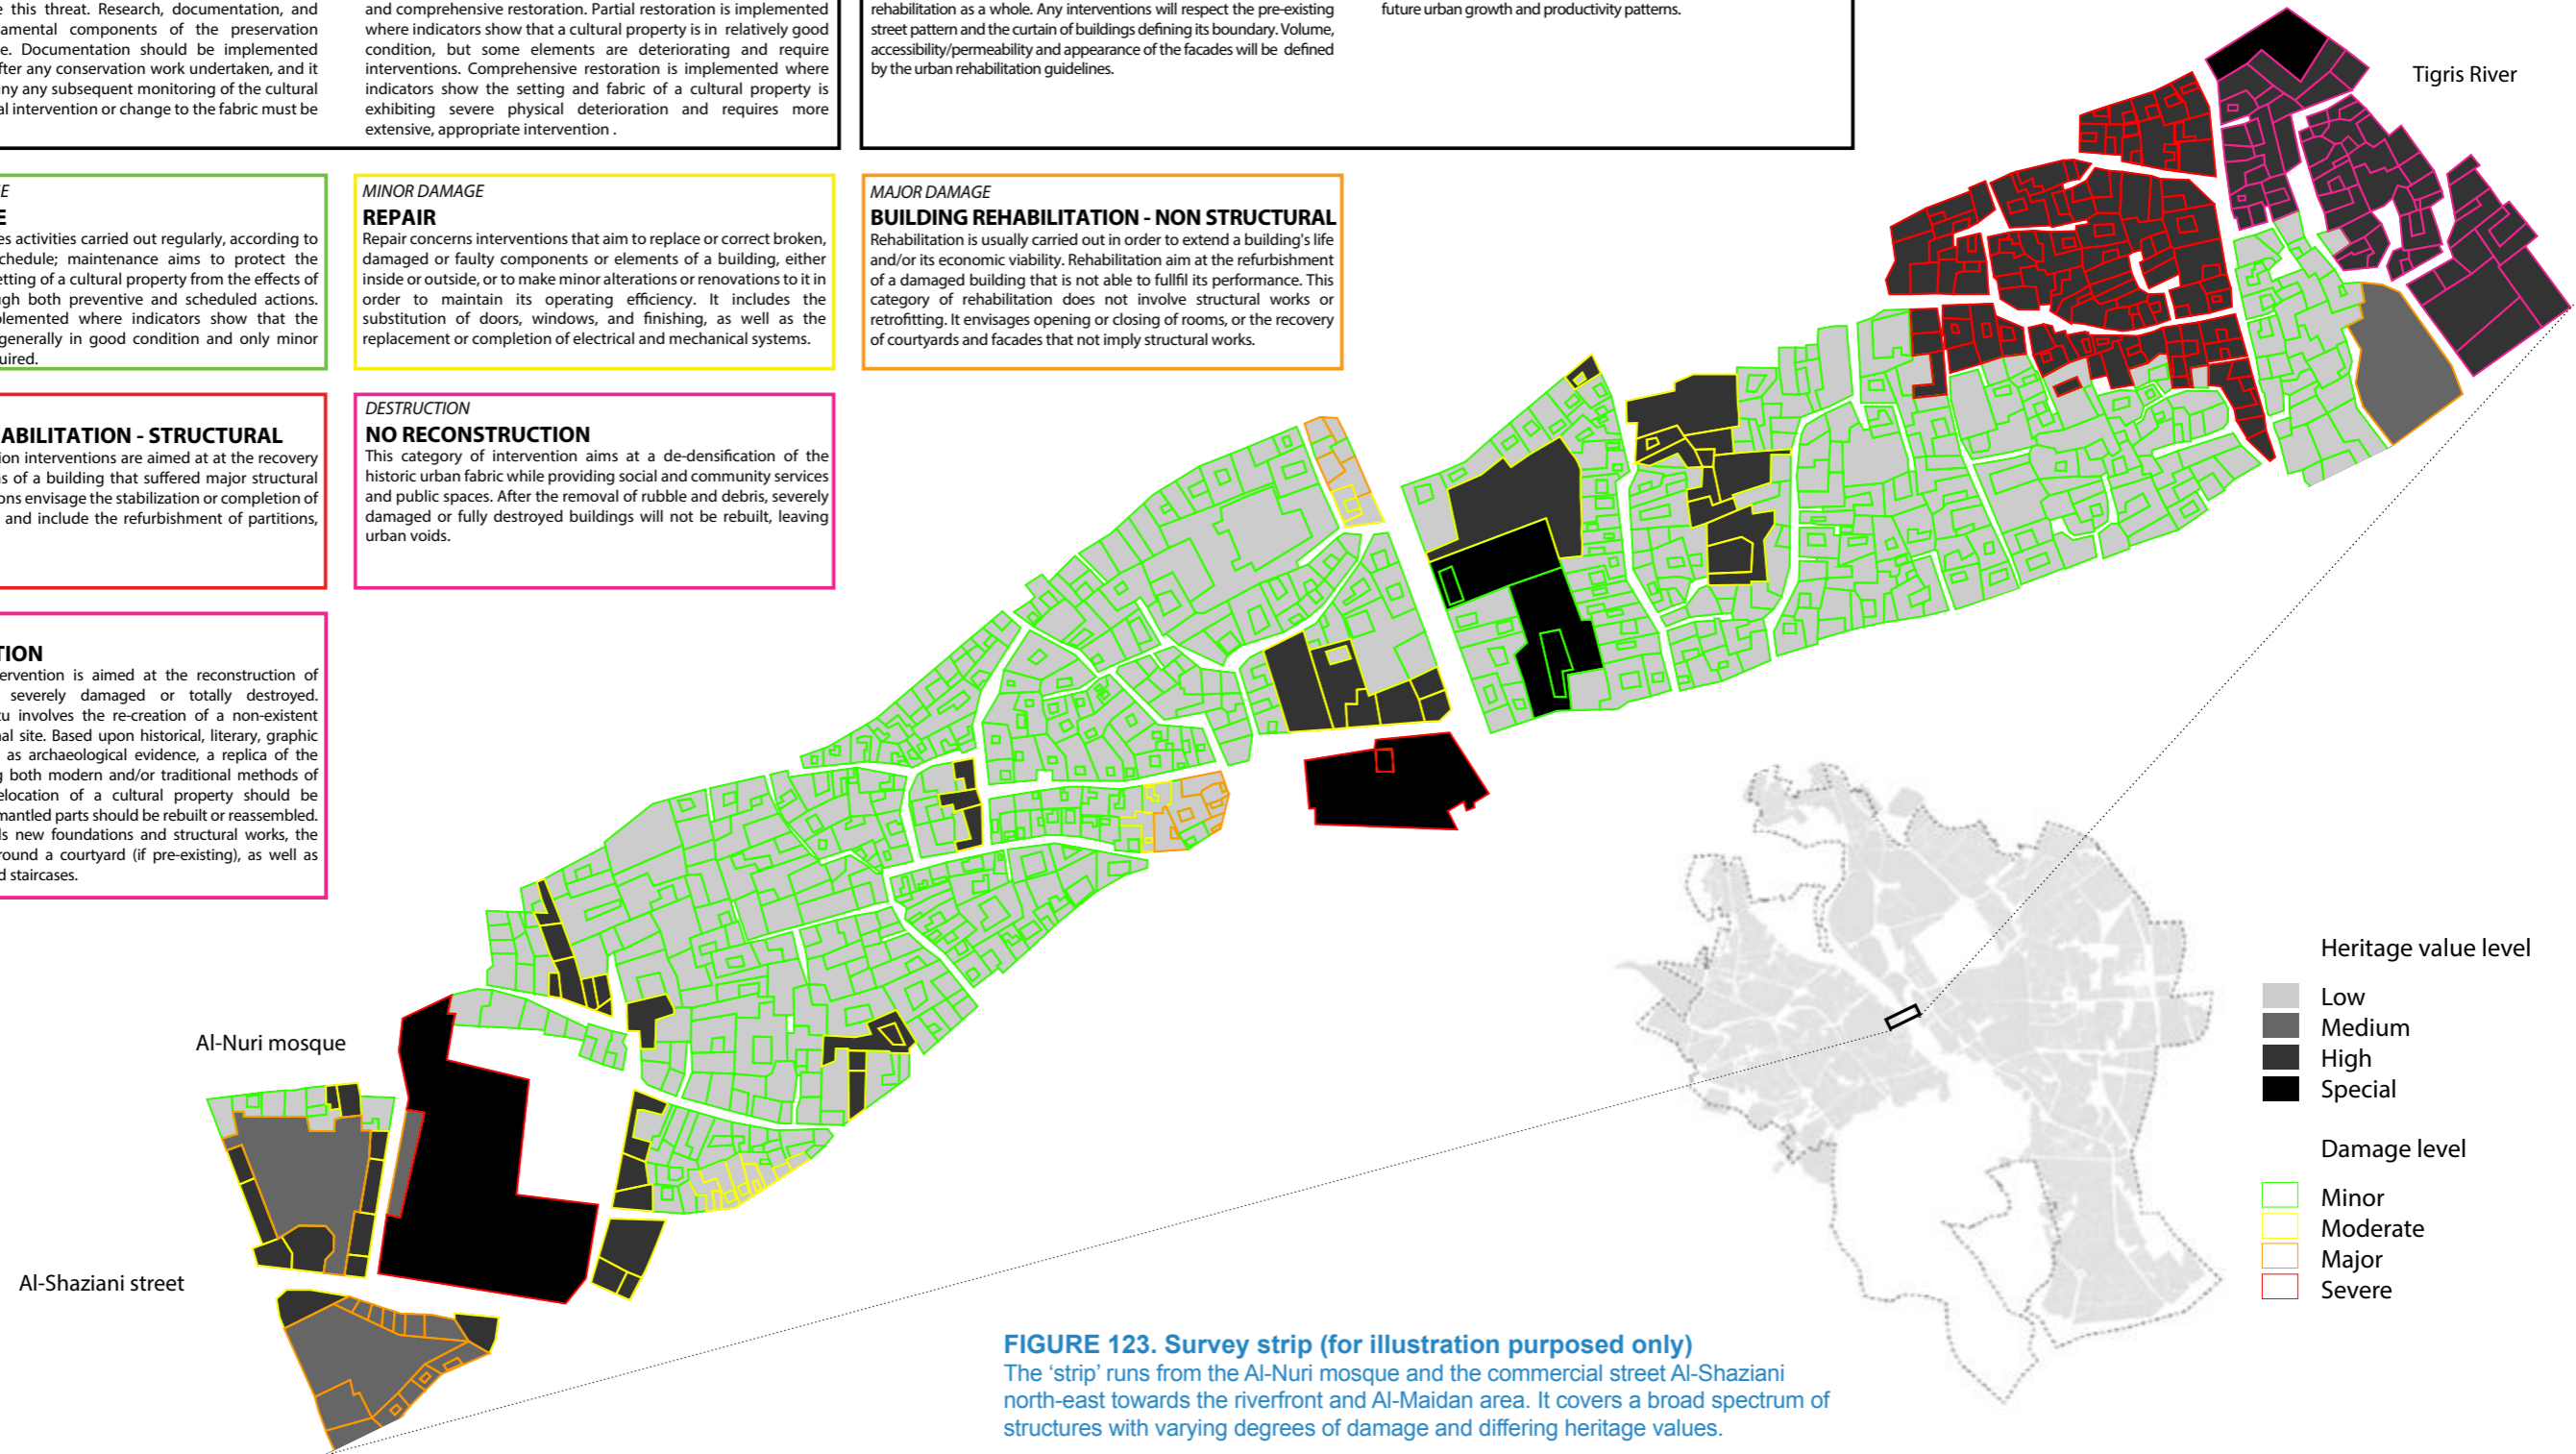 e this threat. Research, documentation, and
amental components of the preservation
e. Documentation should be implemented
fter any conservation work undertaken, and it
ny any subsequent monitoring of the cultural
al intervention or change to the fabric must be
and comprehensive restoration. Partial restoration is implemented
where indicators show that a cultural property is in relatively good
condition, but some elements are deteriorating and require
interventions. Comprehensive restoration is implemented where
indicators show the setting and fabric of a cultural property is
exhibiting severe physical deterioration and requires more
extensive, appropriate intervention .
rehabilitation as a whole. Any interventions will respect the pre-existing
street pattern and the curtain of buildings defining its boundary. Volume,
accessibility/permeability and appearance of the facades will be defined
by the urban rehabilitation guidelines.
future urban growth and productivity patterns.
Tigris River
E
E
es activities carried out regularly, according to
chedule; maintenance aims to protect the
etting of a cultural property from the effects of
ugh both preventive and scheduled actions.
plemented where indicators show that the
generally in good condition and only minor
uired.
MINOR DAMAGE
REPAIR
Repair concerns interventions that aim to replace or correct broken,
damaged or faulty components or elements of a building, either
inside or outside, or to make minor alterations or renovations to it in
order to maintain its operating efficiency. It includes the
substitution of doors, windows, and finishing, as well as the
replacement or completion of electrical and mechanical systems.
MAJOR DAMAGE
BUILDING REHABILITATION - NON STRUCTURAL
Rehabilitation is usually carried out in order to extend a building's life
and/or its economic viability. Rehabilitation aim at the refurbishment
of a damaged building that is not able to fullfil its performance. This
category of rehabilitation does not involve structural works or
retrofitting. It envisages opening or closing of rooms, or the recovery
of courtyards and facades that not imply structural works.
ABILITATION - STRUCTURAL
ion interventions are aimed at at the recovery
ns of a building that suffered major structural
ons envisage the stabilization or completion of
and include the refurbishment of partitions,
DESTRUCTION
NO RECONSTRUCTION
This category of intervention aims at a de-densification of the
historic urban fabric while providing social and community services
and public spaces. After the removal of rubble and debris, severely
damaged or fully destroyed buildings will not be rebuilt, leaving
urban voids.
TION
ervention is aimed at the reconstruction of
severely damaged or totally destroyed.
tu involves the re-creation of a non-existent
nal site. Based upon historical, literary, graphic
as archaeological evidence, a replica of the
g both modern and/or traditional methods of
elocation of a cultural property should be
mantled parts should be rebuilt or reassembled.
ls new foundations and structural works, the
round a courtyard (if pre-existing), as well as
d staircases.
Al-Nuri mosque
Al-Shaziani street
Heritage value level
Low
Medium
High
Special
Damage level
Minor
Moderate
Major
Severe
FIGURE 123. Survey strip (for illustration purposed only)
The ‘strip’ runs from the Al-Nuri mosque and the commercial street Al-Shaziani
north-east towards the riverfront and Al-Maidan area. It covers a broad spectrum of
structures with varying degrees of damage and differing heritage values.